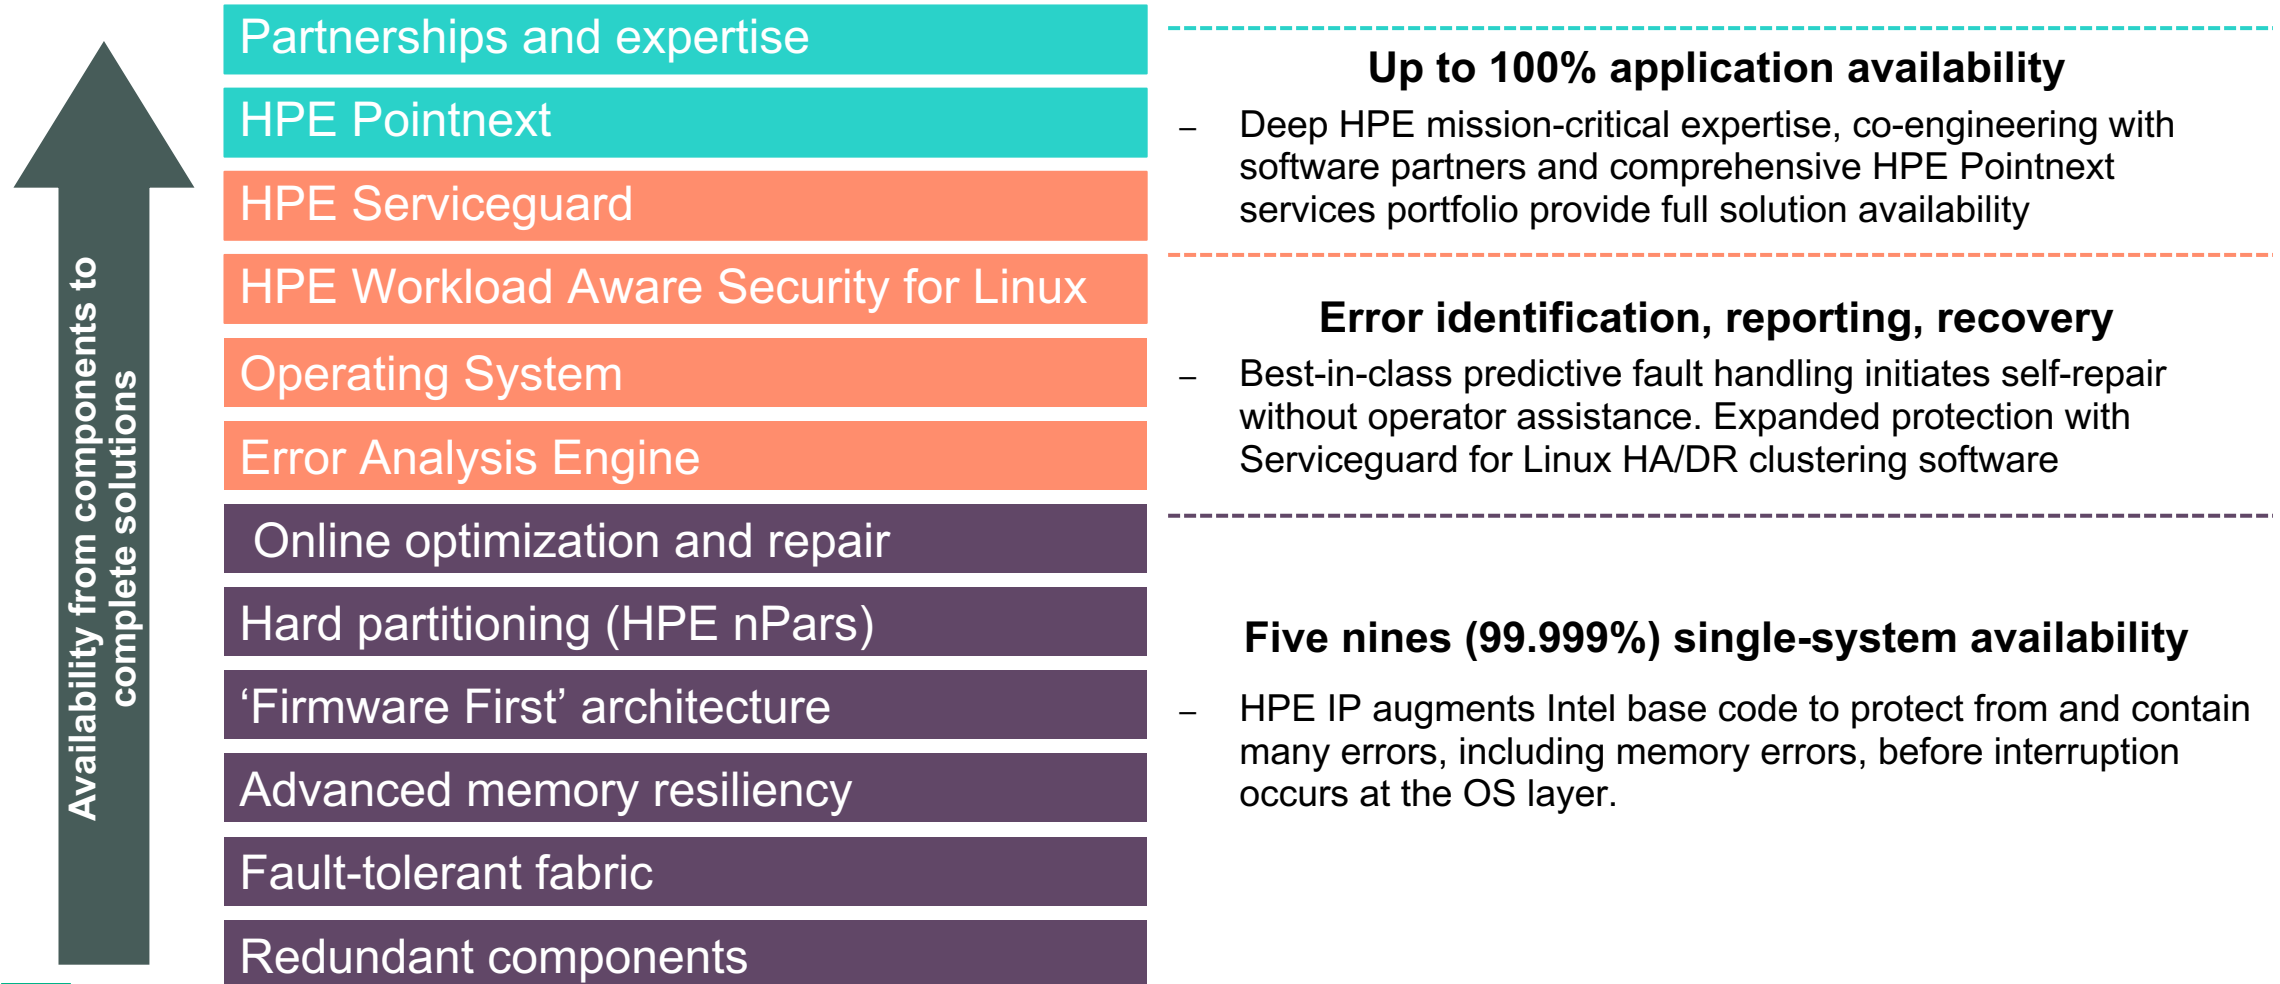 Availability from components to
complete solutions
Partnerships and expertise
HPE Pointnext
HPE Serviceguard
HPE Workload Aware Security for Linux
Operating System
Error Analysis Engine
Online optimization and repair
Hard partitioning (HPE nPars)
‘Firmware First’ architecture
Advanced memory resiliency
Fault-tolerant fabric
Redundant components
Up to 100% application availability
– Deep HPE mission-critical expertise, co-engineering with
software partners and comprehensive HPE Pointnext
services portfolio provide full solution availability
Error identification, reporting, recovery
– Best-in-class predictive fault handling initiates self-repair
without operator assistance. Expanded protection with
Serviceguard for Linux HA/DR clustering software
Five nines (99.999%) single-system availability
– HPE IP augments Intel base code to protect from and contain
many errors, including memory errors, before interruption
occurs at the OS layer.